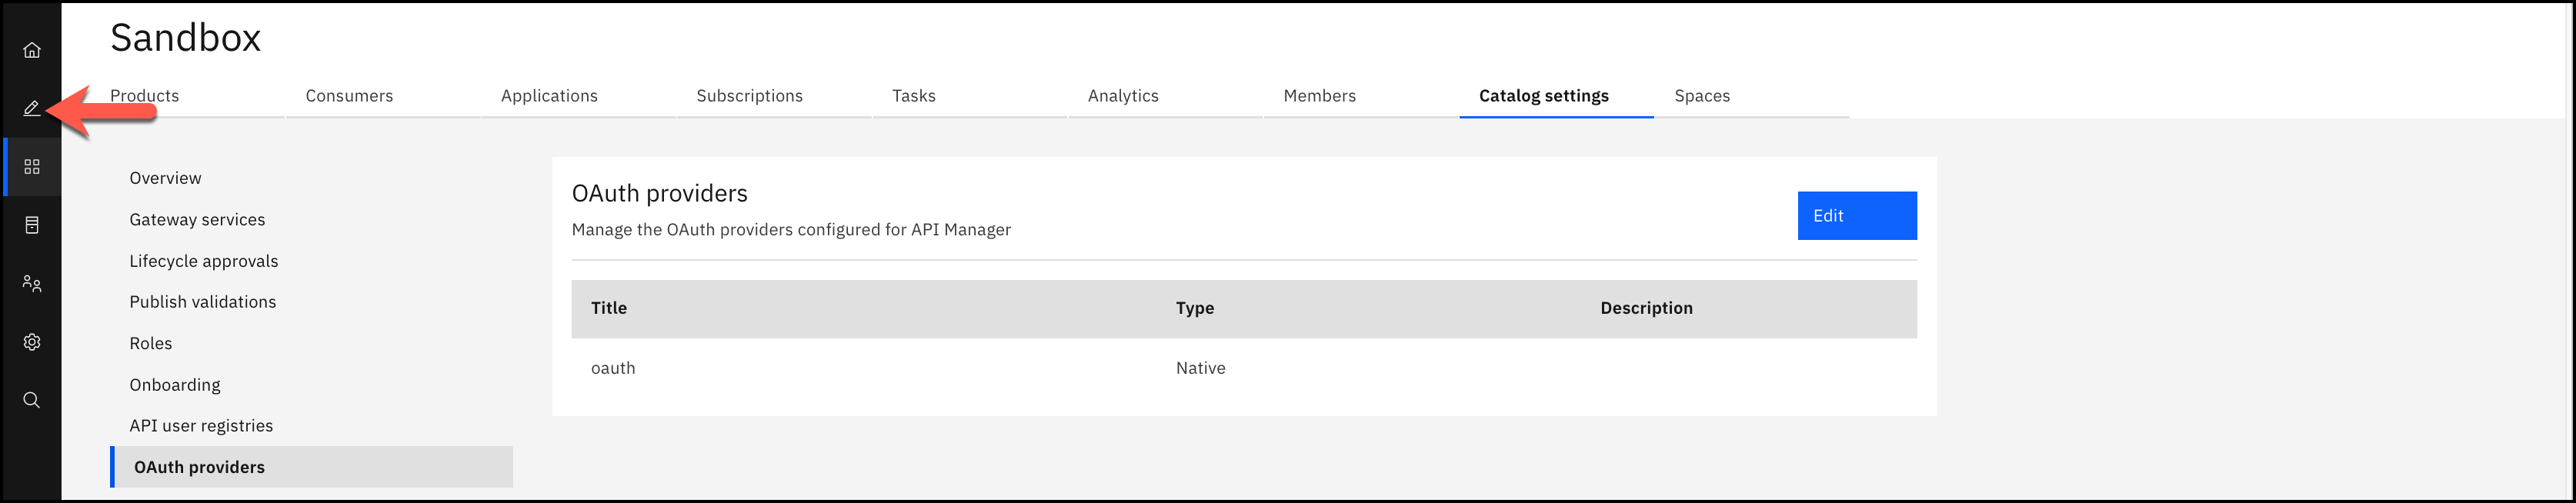 Sandbox
Products Consumers Applications Subscriptions Tasks Analytics Members Catalog settings Spaces
Overview
Gateway services
Lifecycle approvals
Publish validations
Roles
Onboarding
API user registries
OAuth providers
OAuth providers
Manage the OAuth providers configured for API Manager
Edit
Title Type Description
oauth Native